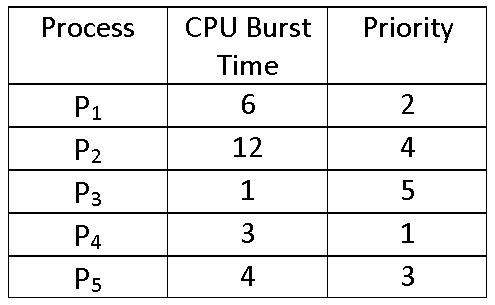 Process CPU Burst Time Priority
P₁ 6 2
P₂ 12 4
P₃ 1 5
P₄ 3 1
P₅ 4 3